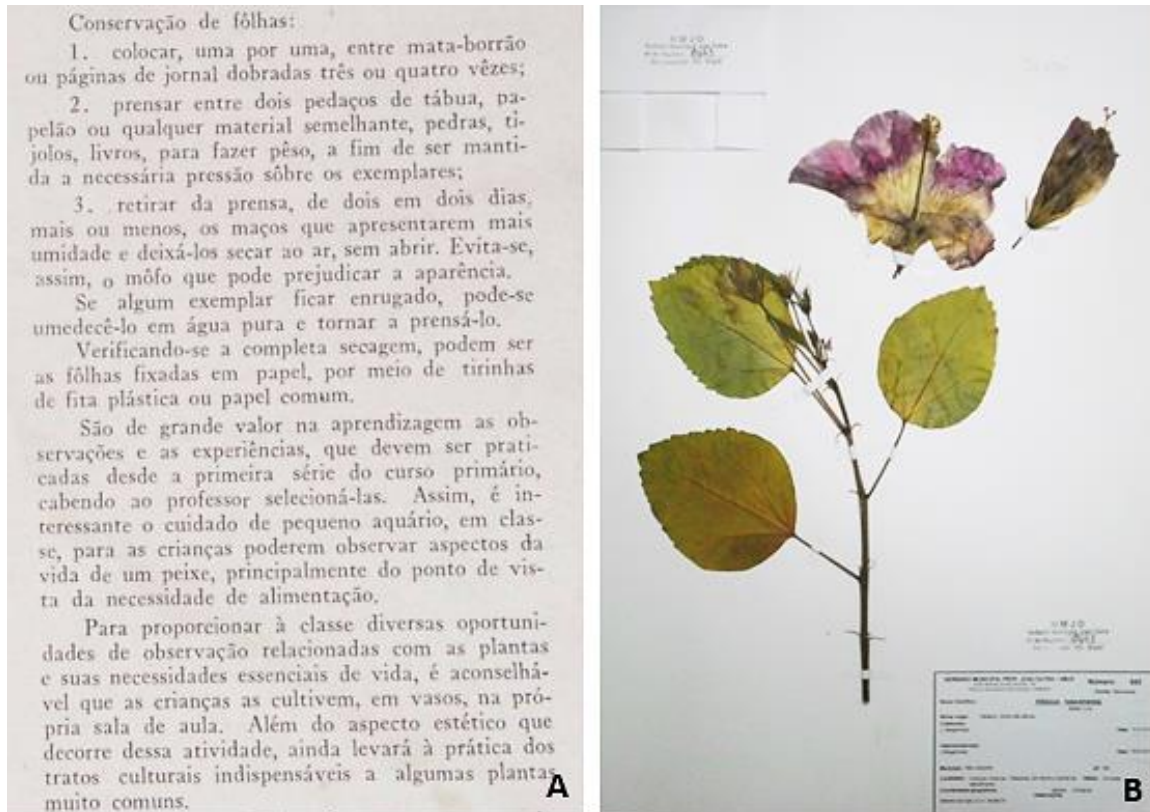 Conservação de fôlhas:
1. colocar, uma por uma, entre mata-borrão
ou páginas de jornal dobradas três ou quatro vêzes;
2. prensar entre dois pedaços de tábua, pa-
pelão ou qualquer material semelhante, pedras, ti-
jolos, livros, para fazer pêso, a fim de ser manti-
da a necessária pressão sôbre os exemplares;
3. retirar da prensa, de dois em dois dias,
mais ou menos, os maços que apresentarem mais
umidade e deixá-los secar ao ar, sem abrir. Evita-se,
assim, o môfo que pode prejudicar a aparência.
Se algum exemplar ficar enrugado, pode-se
umedecê-lo em água pura e tornar a prensá-lo.
Verificando-se a completa secagem, podem ser
as fôlhas fixadas em papel, por meio de tirinhas
de fita plástica ou papel comum.
São de grande valor na aprendizagem as ob-
servações e as experiências, que devem ser prati-
cadas desde a primeira série do curso primário,
cabendo ao professor selecioná-las. Assim, é in-
teressante o cuidado de pequeno aquário, em clas-
se, para as crianças poderem observar aspectos da
vida de um peixe, principalmente do ponto de vis-
ta da necessidade de alimentação.
Para proporcionar à classe diversas oportuni-
dades de observação relacionadas com as plantas
e suas necessidades essenciais de vida, é aconselhá-
vel que as crianças as cultivem, em vasos, na pró-
pria sala de aula. Além do aspecto estético que
decorre dessa atividade, ainda levará à prática dos
tratos culturais indispensáveis a algumas plantas
muito comuns.
A
B